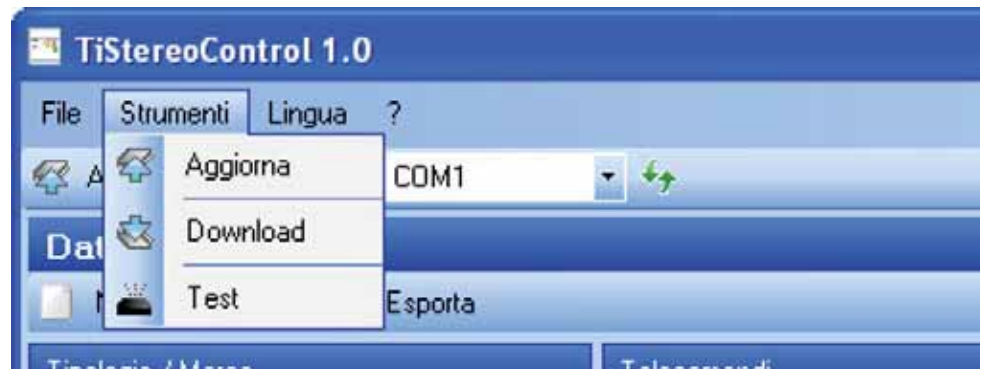 TiStereoControl 1.0
File Strumenti Lingua ?
Aggiorna
COM1
Download
Test
Esporta